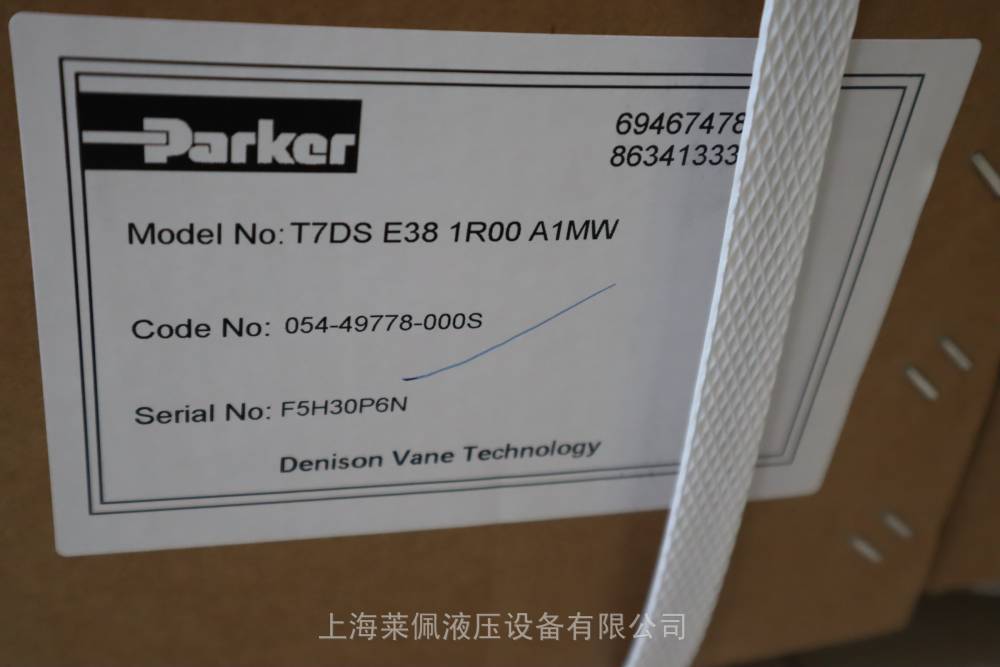 Parker
69467478
86341333
Model No: T7DS E38 1R00 A1MW
Code No: 054-49778-000S
Serial No: F5H30P6N
Denison Vane Technology
上海莱佩液压设备有限公司